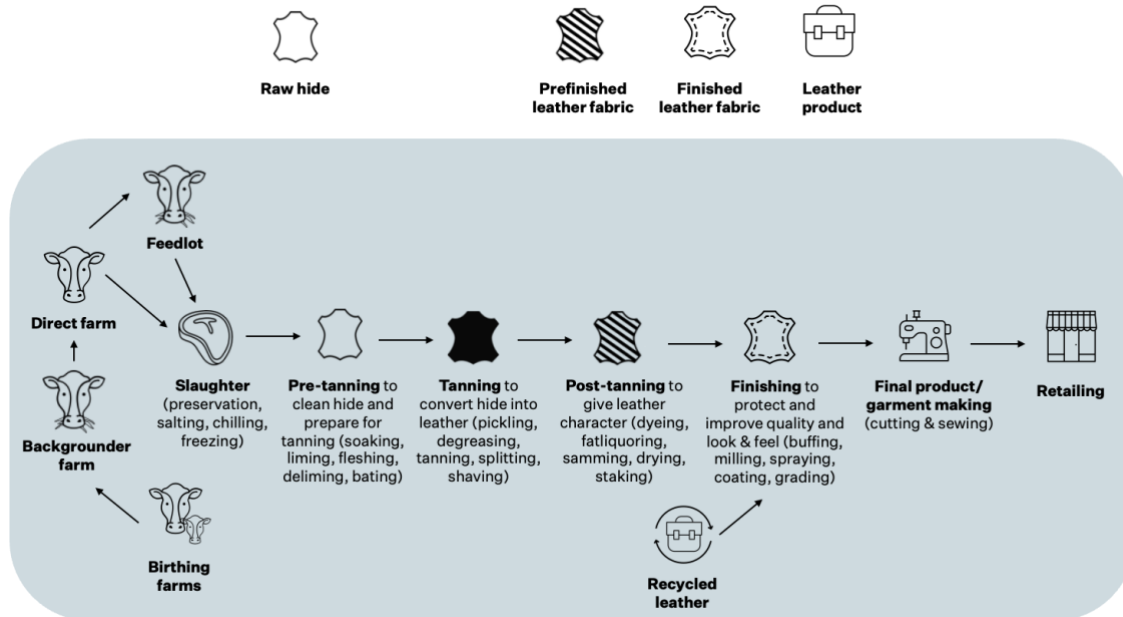 Raw hide
Prefinished
leather fabric
Finished
leather fabric
Leather
product
Feedlot
Direct farm
Backgrounder
farm
Birthing
farms
Slaughter
(preservation,
salting, chilling,
freezing)
Pre-tanning to
clean hide and
prepare for
tanning (soaking,
liming, fleshing,
deliming, bating)
Tanning to
convert hide into
leather (pickling,
degreasing,
tanning, splitting,
shaving)
Post-tanning to
give leather
character (dyeing,
fatliquoring,
samming, drying,
staking)
Finishing to
protect and
improve quality and
look & feel (buffing,
milling, spraying,
coating, grading)
Recycled
leather
Final product/
garment making
(cutting & sewing)
Retailing